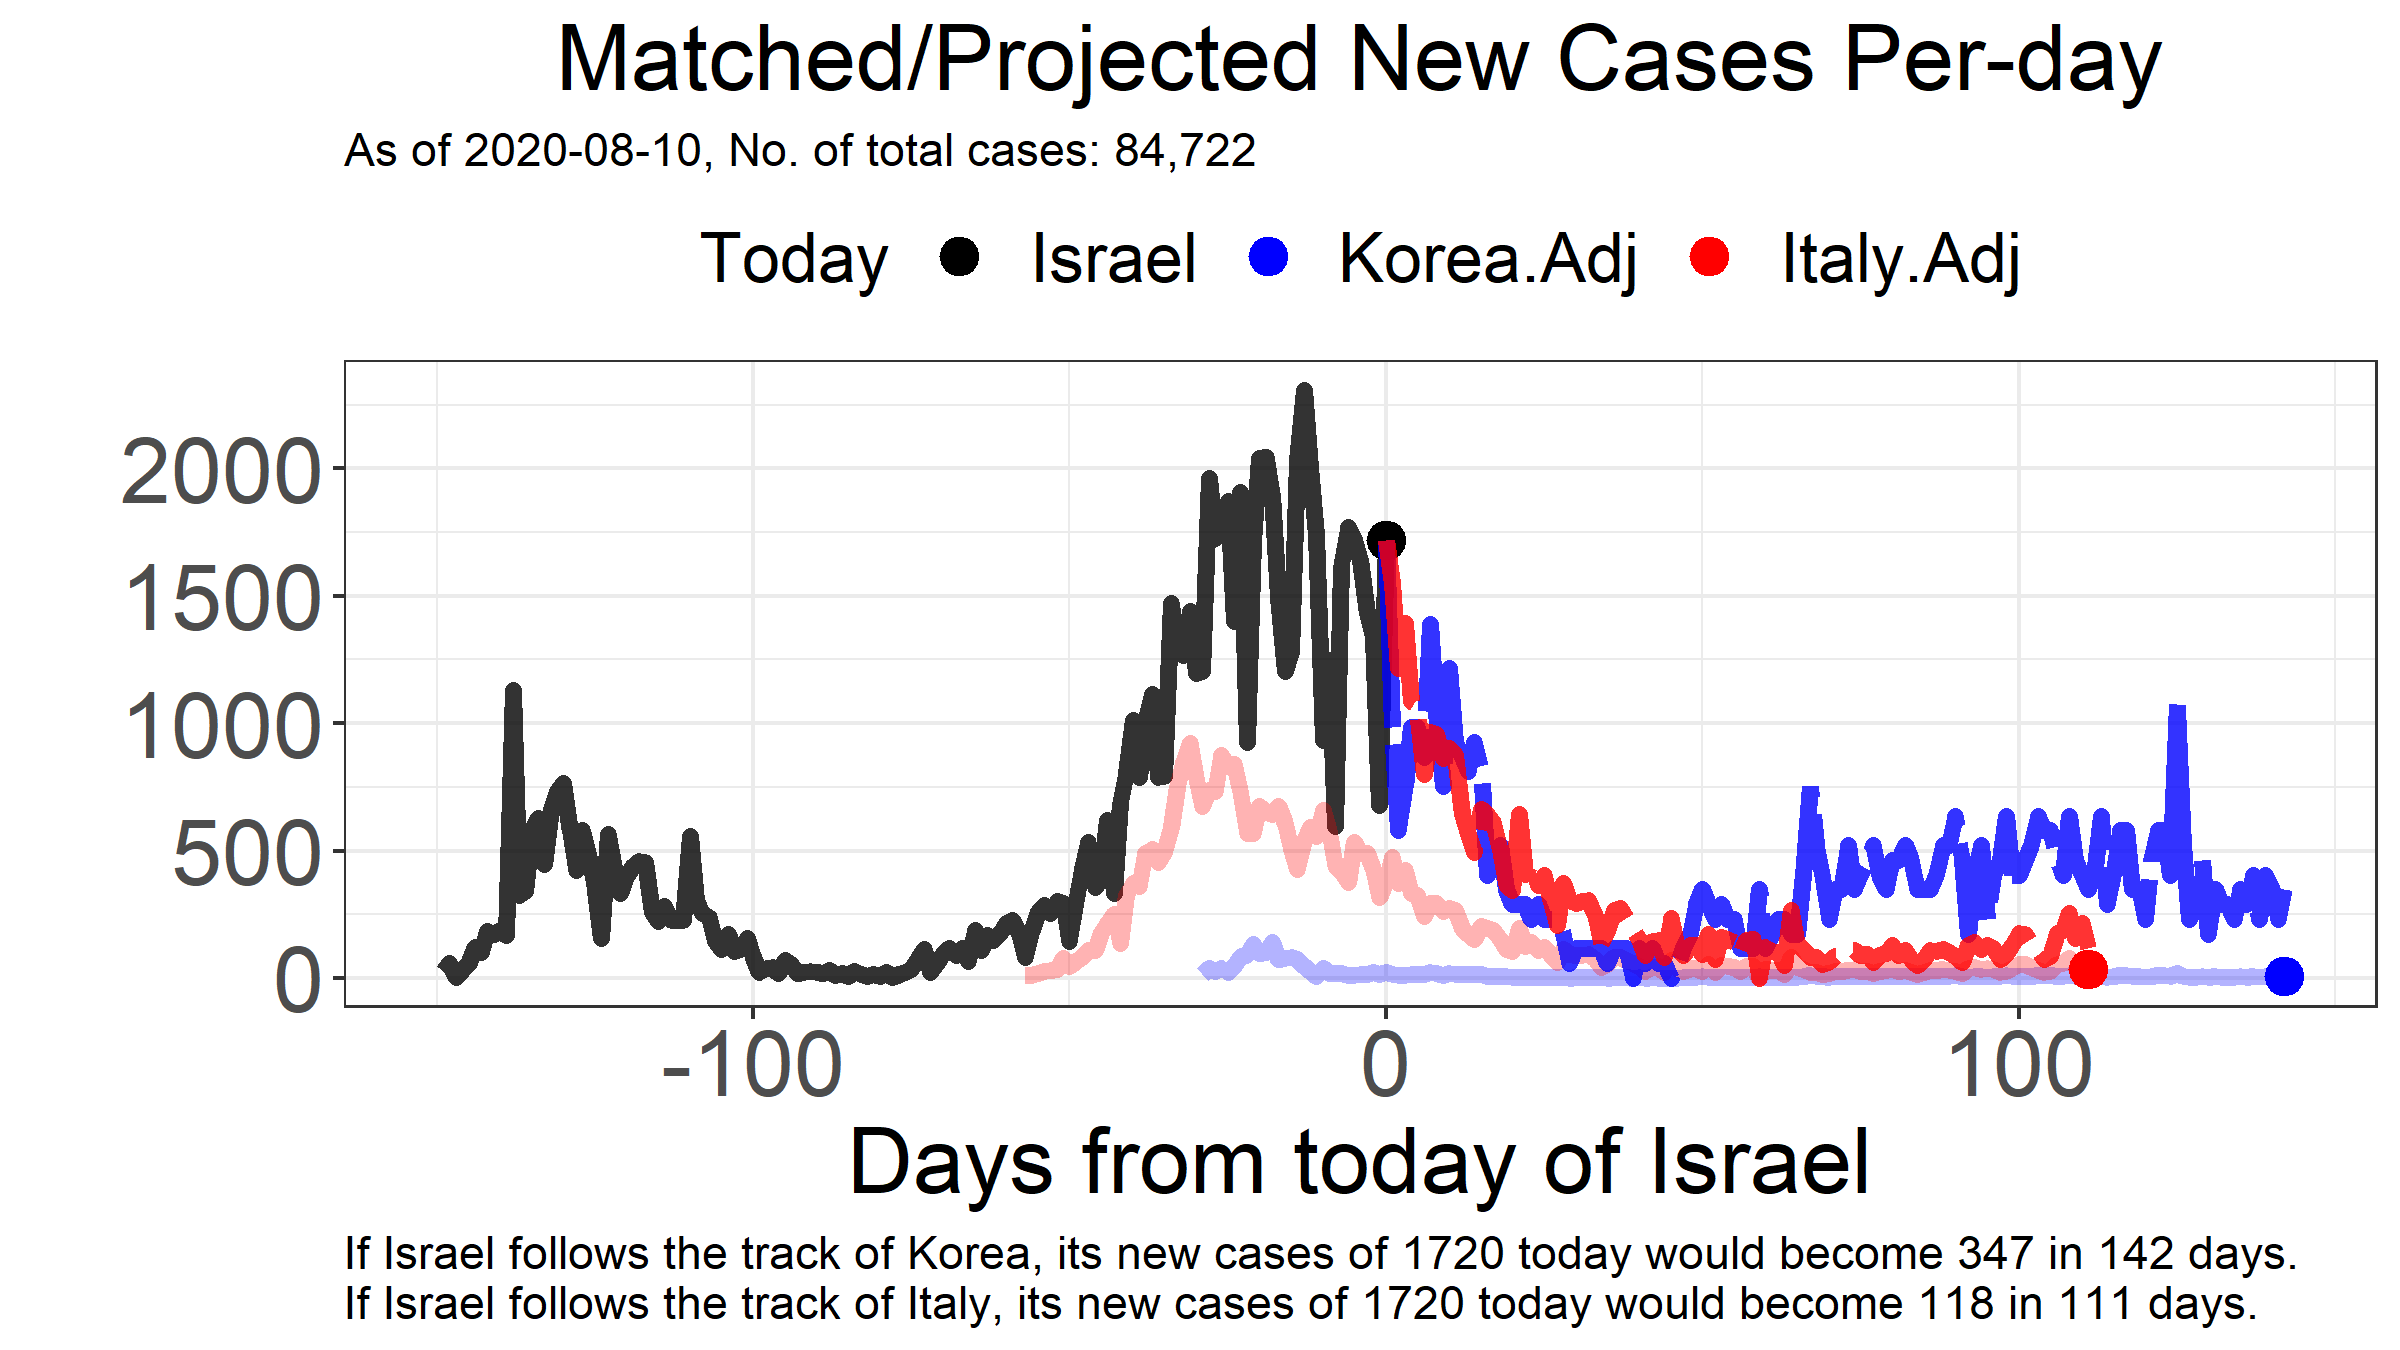 Matched/Projected New Cases Per-day
As of 2020-08-10, No. of total cases: 84,722
Today Israel Korea.Adj Italy.Adj
2000
1500
1000
500
0
-100 0 100
Days from today of Israel
If Israel follows the track of Korea, its new cases of 1720 today would become 347 in 142 days.
If Israel follows the track of Italy, its new cases of 1720 today would become 118 in 111 days.